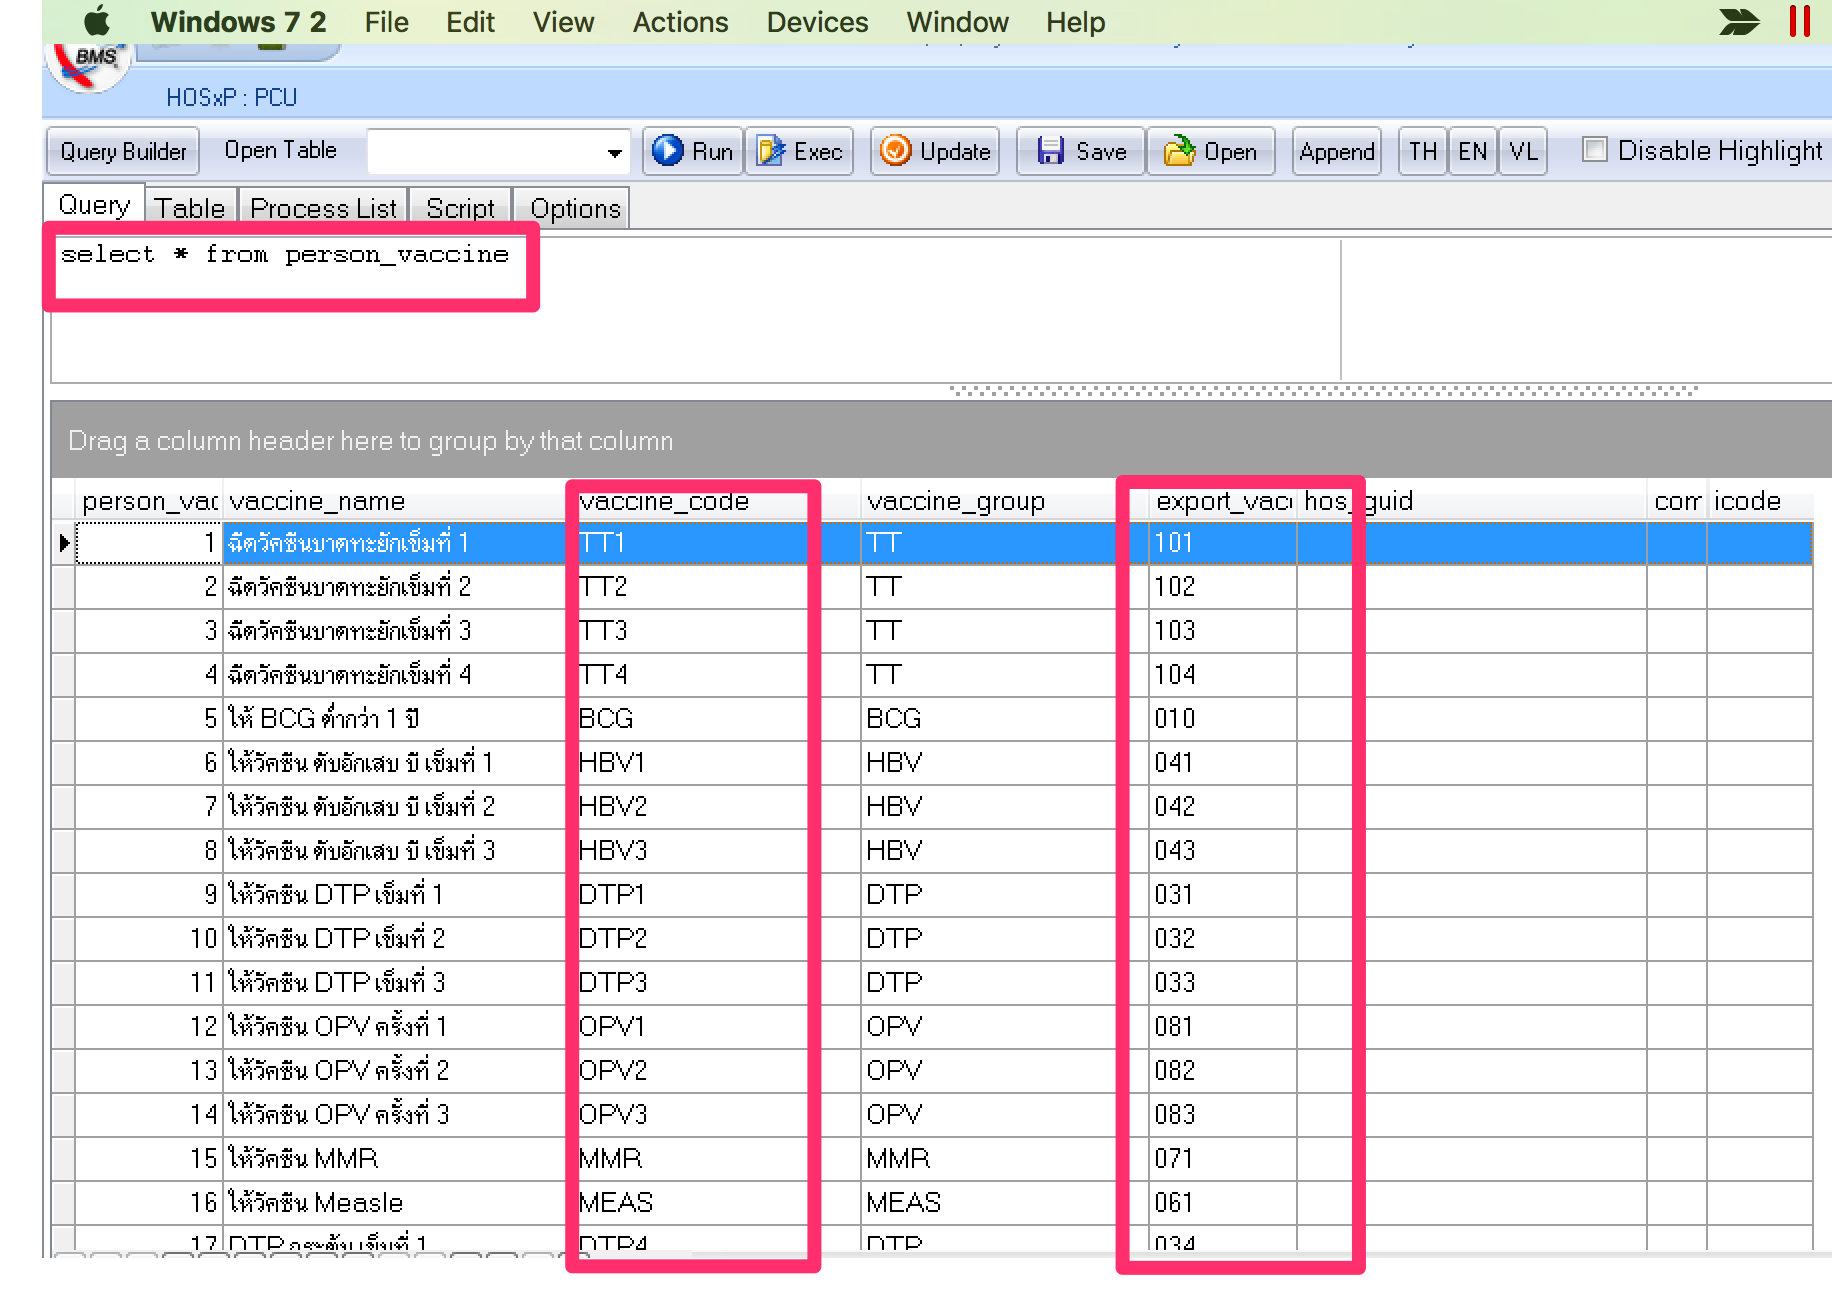 Windows 7 2 File Edit View Actions Devices Window Help
BMS
HOSxP : PCU
Query Builder Open Table Run Exec Update Save Open Append TH EN VL Disable Highlight
Query Table Process List Script Options
select * from person_vaccine
Drag a column header here to group by that column
person_vac vaccine_name vaccine_code vaccine_group export_vacc hos_guid com icode
1 ฉีดวัคซีนบาดทะยักเข็มที่ 1 TT1 TT 101
2 ฉีดวัคซีนบาดทะยักเข็มที่ 2 TT2 TT 102
3 ฉีดวัคซีนบาดทะยักเข็มที่ 3 TT3 TT 103
4 ฉีดวัคซีนบาดทะยักเข็มที่ 4 TT4 TT 104
5 ให้ BCG ต่ำกว่า 1 ปี BCG BCG 010
6 ให้วัคซีน ตับอักเสบ บี เข็มที่ 1 HBV1 HBV 041
7 ให้วัคซีน ตับอักเสบ บี เข็มที่ 2 HBV2 HBV 042
8 ให้วัคซีน ตับอักเสบ บี เข็มที่ 3 HBV3 HBV 043
9 ให้วัคซีน DTP เข็มที่ 1 DTP1 DTP 031
10 ให้วัคซีน DTP เข็มที่ 2 DTP2 DTP 032
11 ให้วัคซีน DTP เข็มที่ 3 DTP3 DTP 033
12 ให้วัคซีน OPV ครั้งที่ 1 OPV1 OPV 081
13 ให้วัคซีน OPV ครั้งที่ 2 OPV2 OPV 082
14 ให้วัคซีน OPV ครั้งที่ 3 OPV3 OPV 083
15 ให้วัคซีน MMR MMR MMR 071
16 ให้วัคซีน Measle MEAS MEAS 061
17 DTP กระตุ้น เข็มที่ 1 DTP4 DTP 034